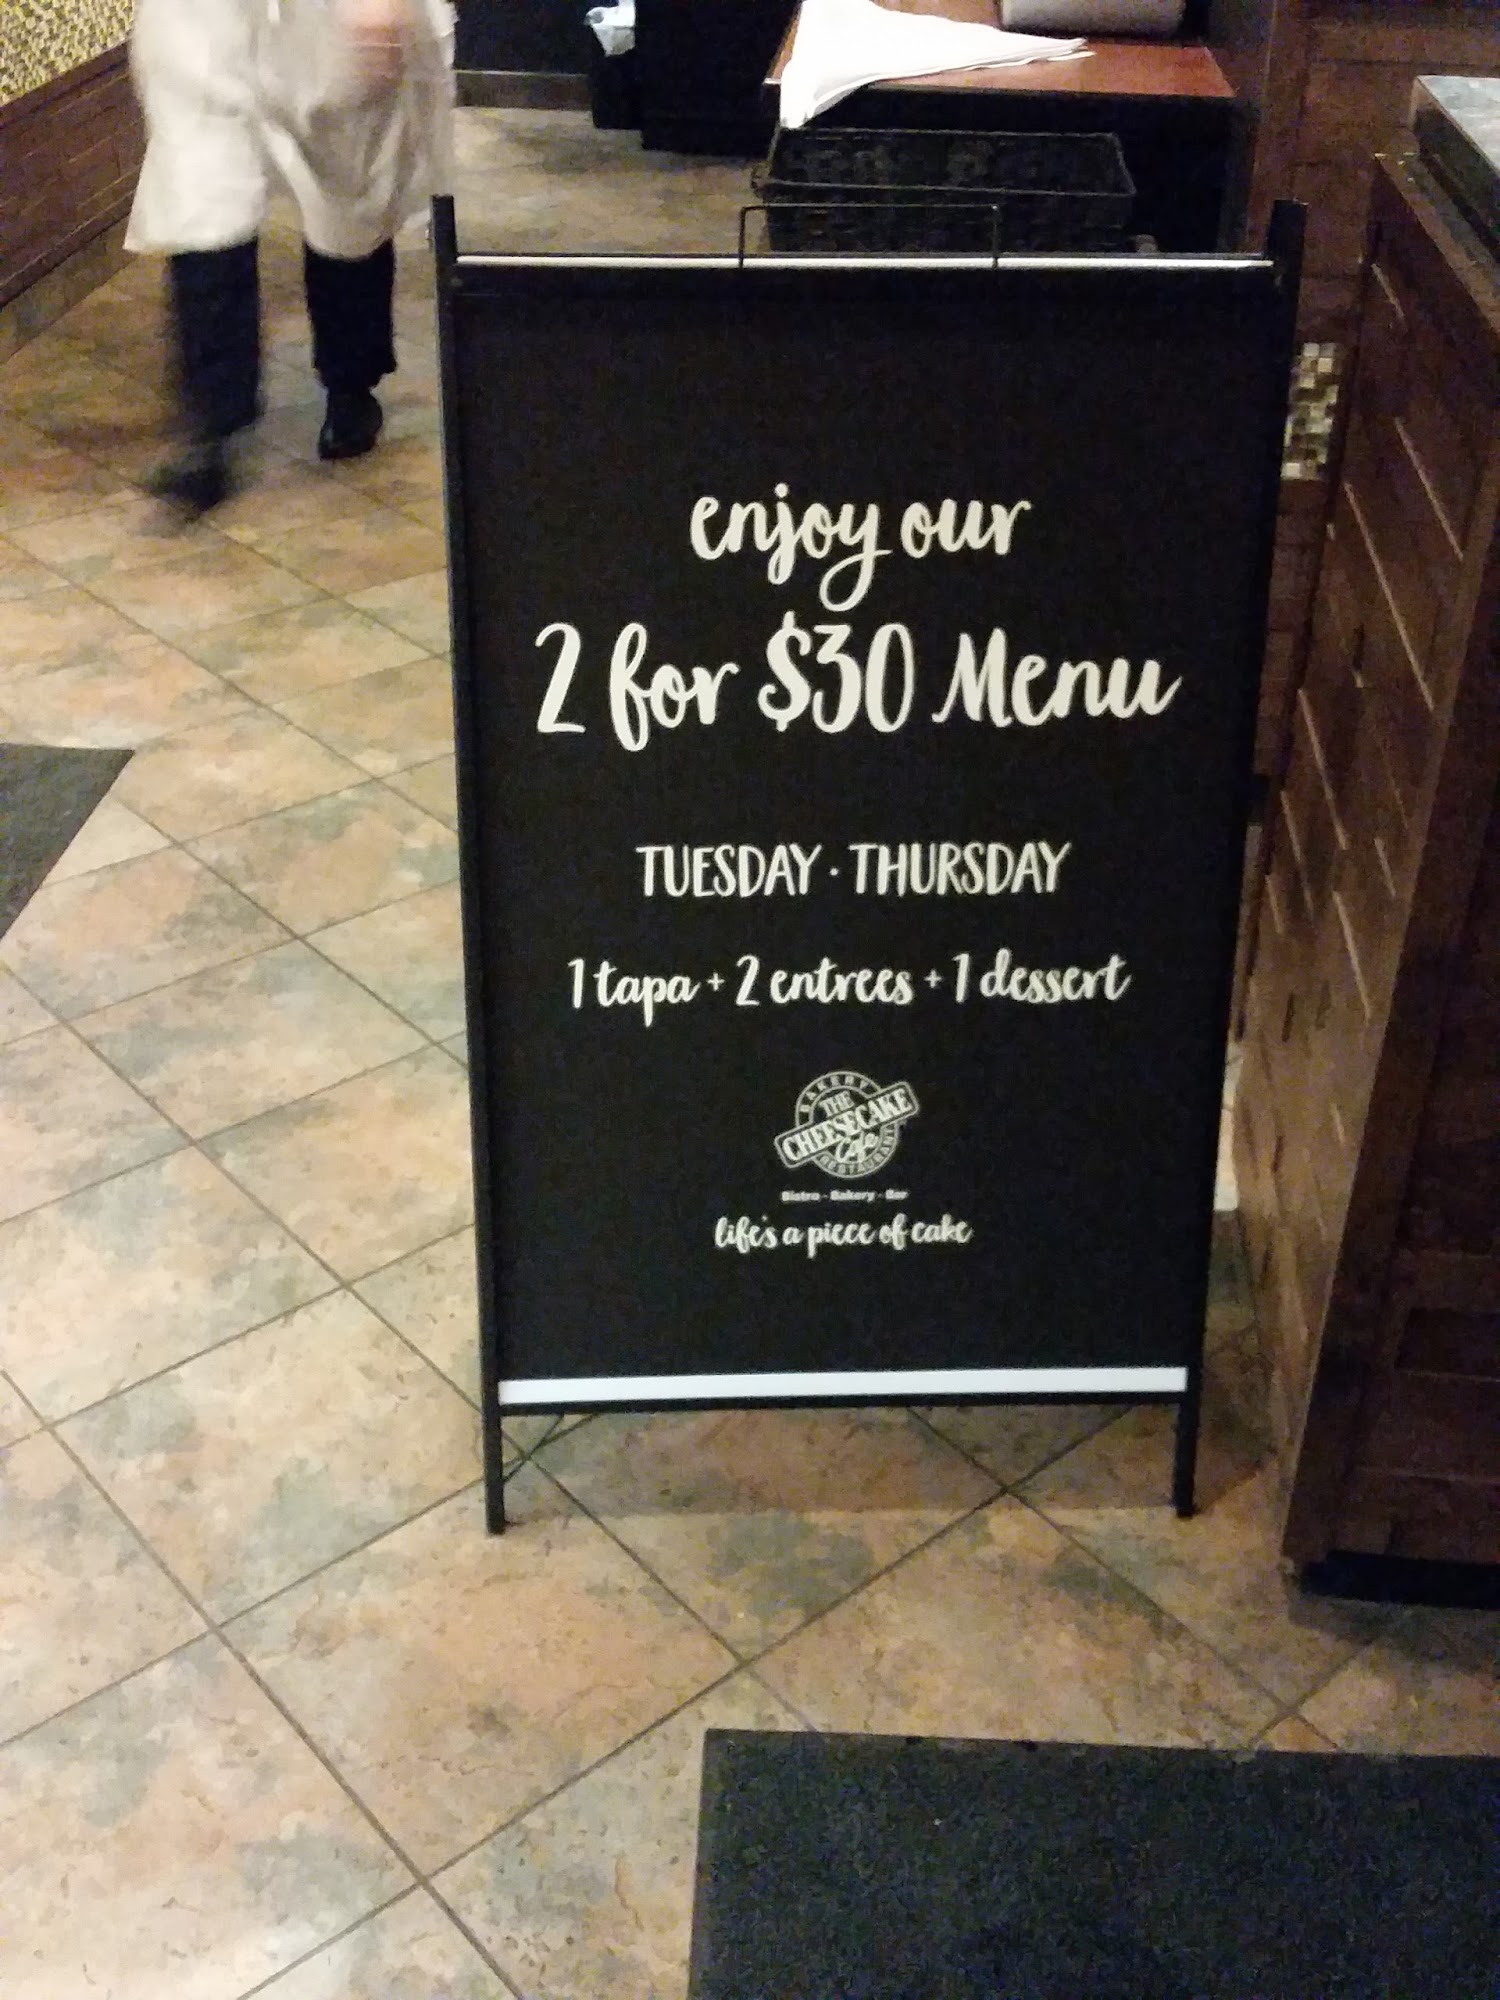 enjoy our
2 for $30 Menu
TUESDAY · THURSDAY
1 tapa + 2 entrees + 1 dessert
BAKERY
THE
CHEESECAKE
Cafe
RESTAURANT
Bistro - Bakery - Bar
life's a piece of cake